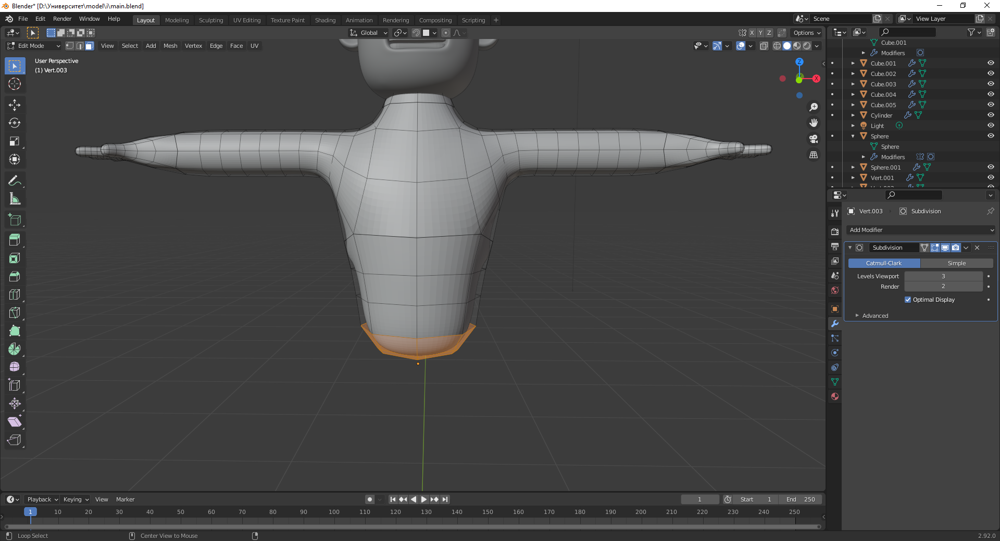 Blender* [D:\Университет\model\i\main.blend]
File Edit Render Window Help
Layout Modeling Sculpting UV Editing Texture Paint Shading Animation Rendering Compositing Scripting +
Scene
View Layer
Global
X Y Z
Options
Edit Mode
View Select Add Mesh Vertex Edge Face UV
User Perspective
(1) Vert.003
Z
X
Cube.001
Modifiers
Cube.001
Cube.002
Cube.003
Cube.004
Cube.005
Cylinder
Light
Sphere
Sphere
Modifiers
Sphere.001
Vert.001
Vert.003
Subdivision
Add Modifier
Subdivision
Catmull-Clark
Simple
Levels Viewport 3
Render 2
Optimal Display
Advanced
Playback Keying View Marker
1
Start 1
End 250
1 10 20 30 40 50 60 70 80 90 100 110 120 130 140 150 160 170 180 190 200 210 220 230 240 250
Loop Select
Center View to Mouse
2.92.0